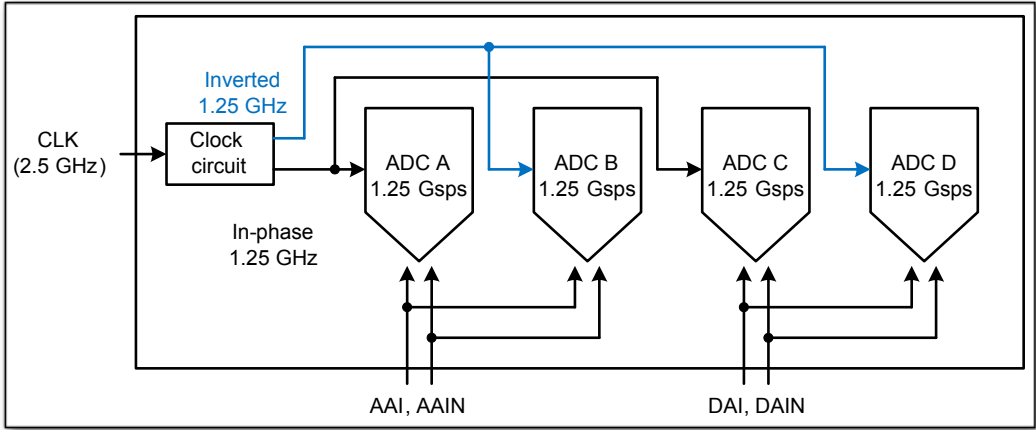 Inverted
1.25 GHz
CLK
(2.5 GHz)
Clock
circuit
ADC A
1.25 Gsps
ADC B
1.25 Gsps
ADC C
1.25 Gsps
ADC D
1.25 Gsps
In-phase
1.25 GHz
AAI, AAIN
DAI, DAIN